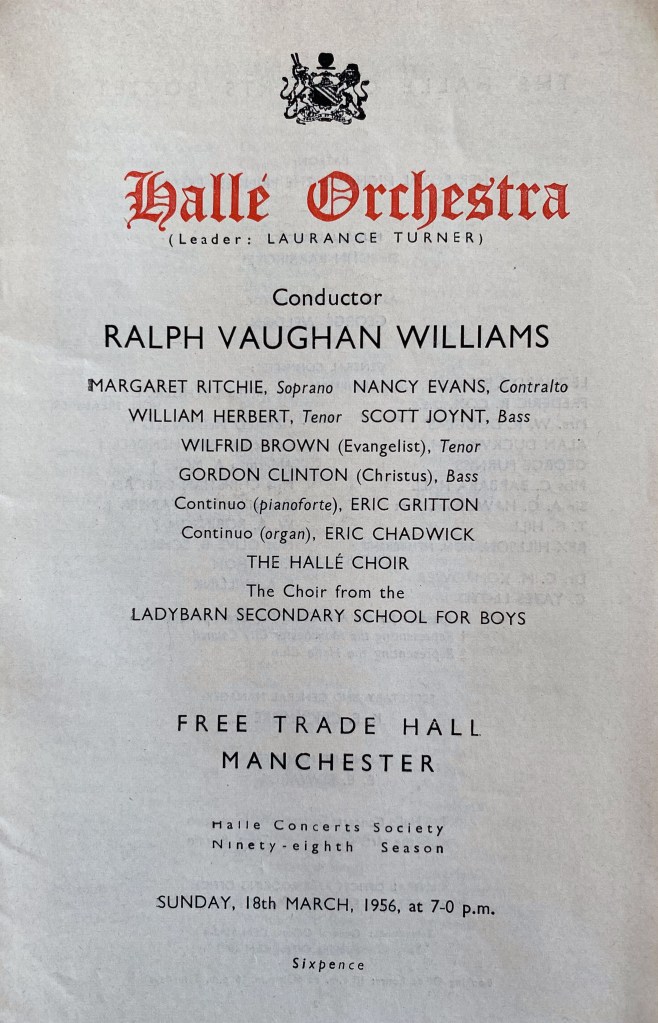 Hallé Orchestra
(Leader: LAURANCE TURNER)
Conductor
RALPH VAUGHAN WILLIAMS
MARGARET RITCHIE, Soprano NANCY EVANS, Contralto
WILLIAM HERBERT, Tenor SCOTT JOYNT, Bass
WILFRID BROWN (Evangelist), Tenor
GORDON CLINTON (Christus), Bass
Continuo (pianoforte), ERIC GRITTON
Continuo (organ), ERIC CHADWICK
THE HALLÉ CHOIR
The Choir from the
LADYBARN SECONDARY SCHOOL FOR BOYS
FREE TRADE HALL
MANCHESTER
Halle Concerts Society
Ninety-eighth Season
SUNDAY, 18th MARCH, 1956, at 7-0 p.m.
Sixpence